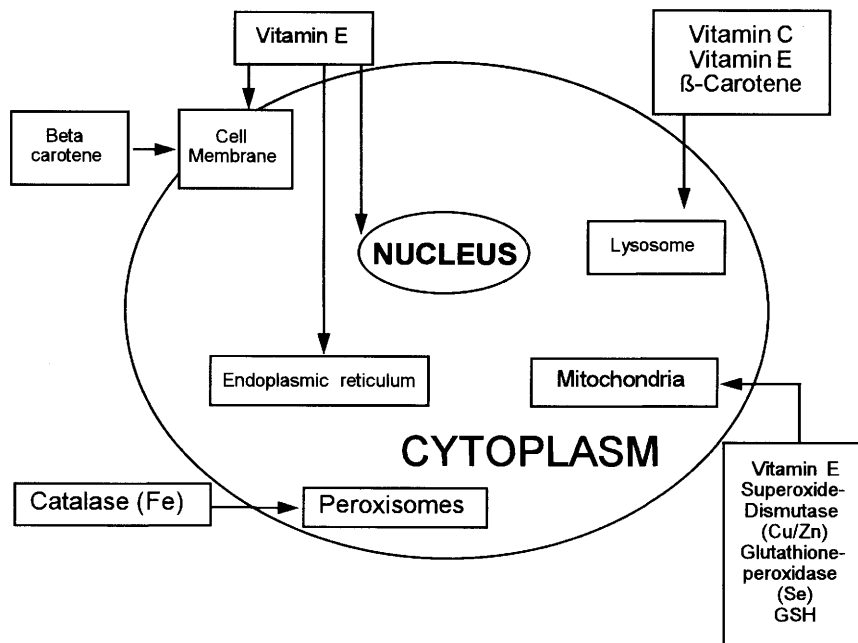 Vitamin E
Vitamin C
Vitamin E
ß-Carotene
Beta
carotene
Cell
Membrane
NUCLEUS
Lysosome
Endoplasmic reticulum
Mitochondria
CYTOPLASM
Catalase (Fe)
Peroxisomes
Vitamin E
Superoxide-
Dismutase
(Cu/Zn)
Glutathione-
peroxidase
(Se)
GSH